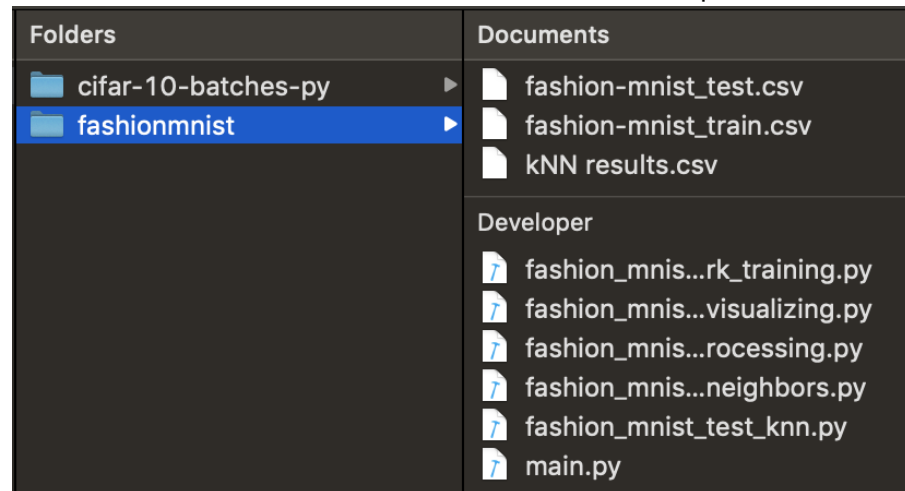 Folders
cifar-10-batches-py
fashionmnist
Documents
fashion-mnist_test.csv
fashion-mnist_train.csv
kNN results.csv
Developer
fashion_mnis...rk_training.py
fashion_mnis...visualizing.py
fashion_mnis...rocessing.py
fashion_mnis...neighbors.py
fashion_mnist_test_knn.py
main.py